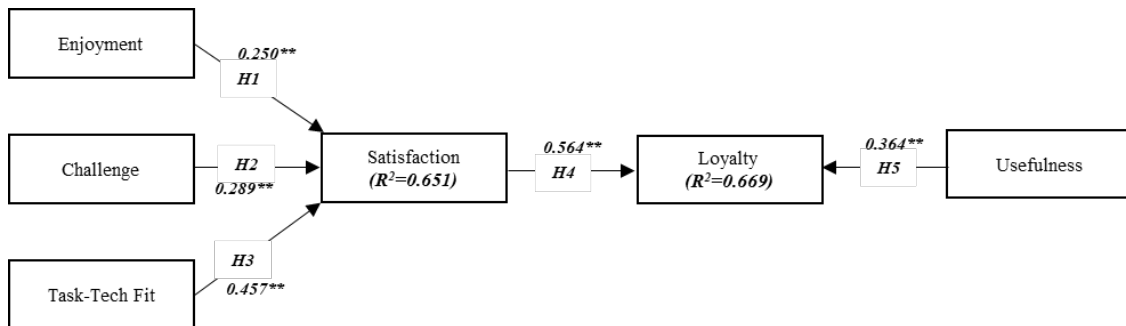 Enjoyment
0.250**
H1
Challenge
H2
0.289**
Task-Tech Fit
H3
0.457**
Satisfaction
(R²=0.651)
0.564**
H4
Loyalty
(R²=0.669)
0.364**
H5
Usefulness